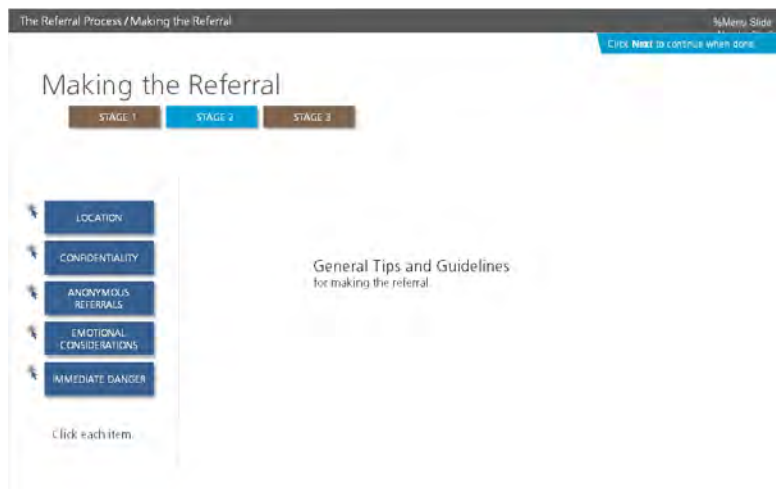 The Referral Process / Making the Referral
%Menu Slide
Click Next to continue when done.
Making the Referral
STAGE 1
STAGE 2
STAGE 3
LOCATION
CONFIDENTIALITY
ANONYMOUS
REFERRALS
EMOTIONAL
CONSIDERATIONS
IMMEDIATE DANGER
General Tips and Guidelines
for making the referral.
Click each item.